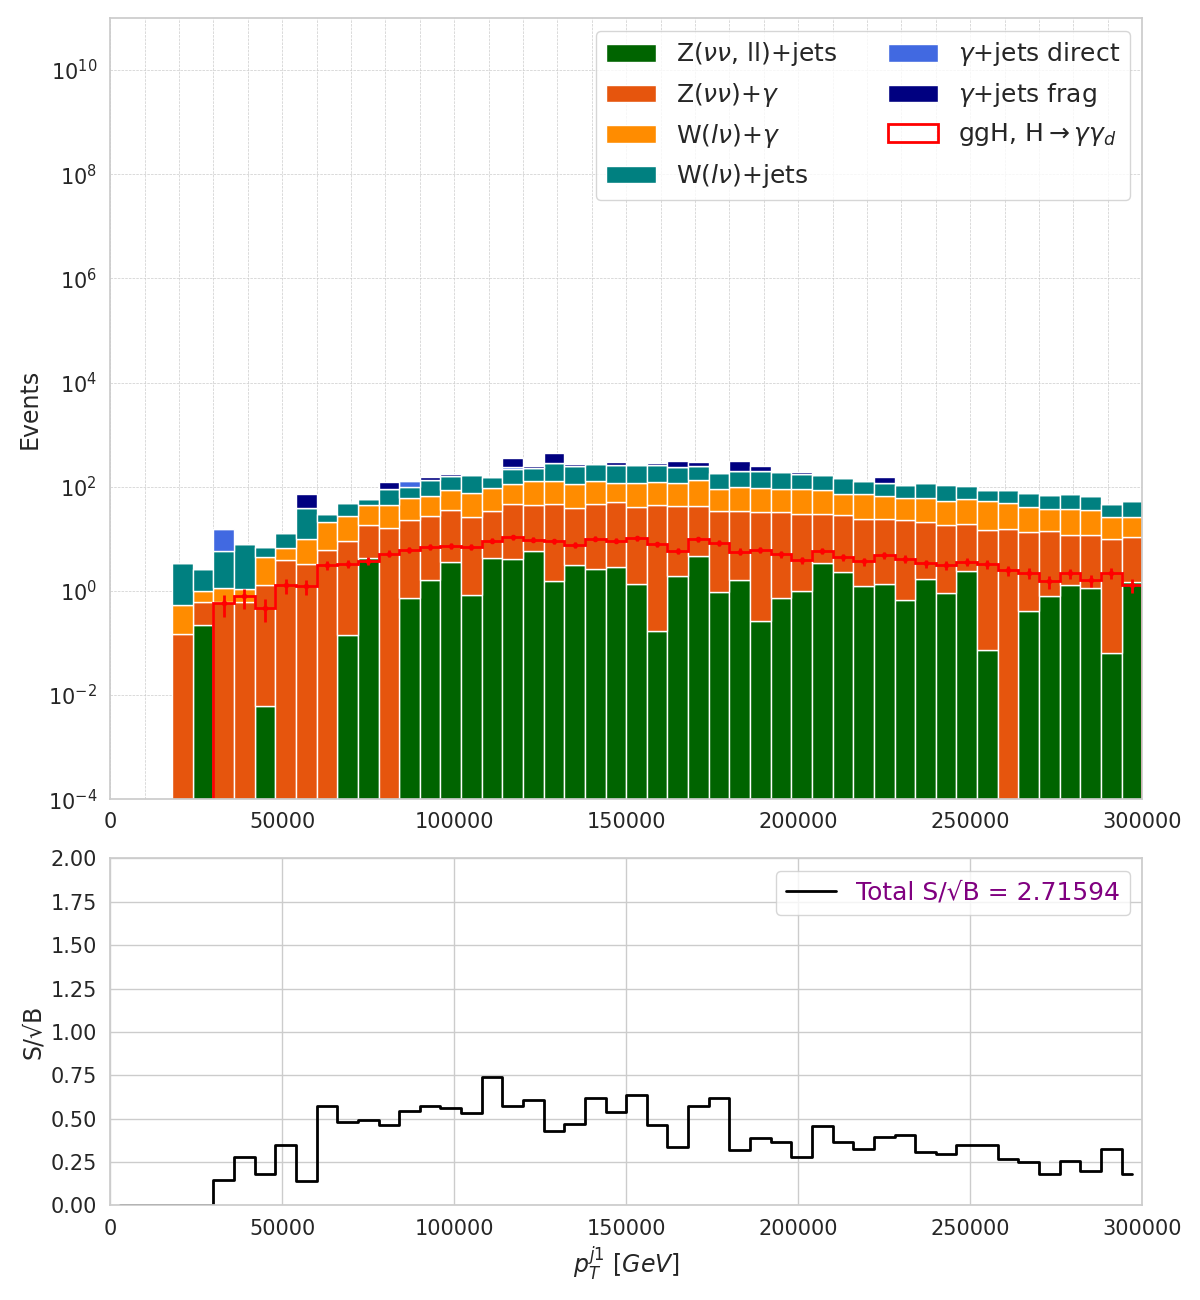 Z(νν, ll)+jets
Z(νν)+γ
W(lν)+γ
W(lν)+jets
γ+jets direct
γ+jets frag
ggH, H→γγ_d
Events
10^10
10^8
10^6
10^4
10^2
10^0
10^−2
10^−4
0 50000 100000 150000 200000 250000 300000
Total S/√B = 2.71594
S/√B
2.00
1.75
1.50
1.25
1.00
0.75
0.50
0.25
0.00
0 50000 100000 150000 200000 250000 300000
p_T^{j1} [GeV]